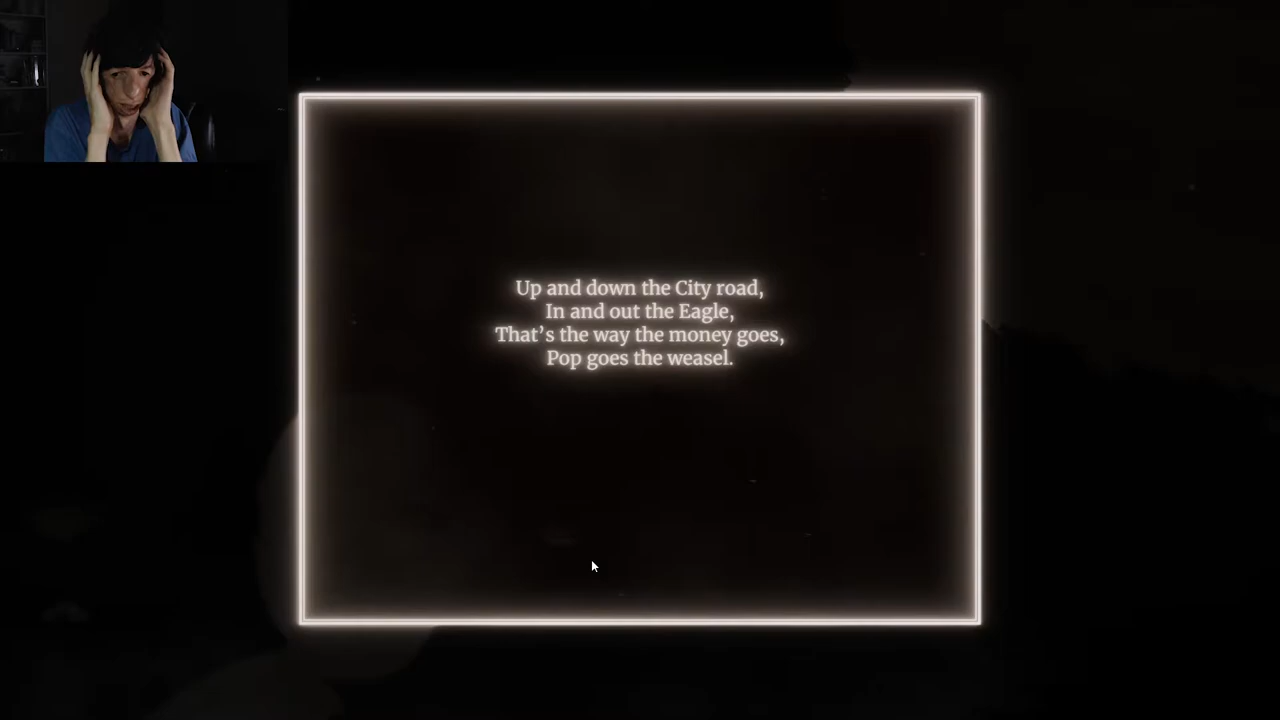 Up and down the City road,
In and out the Eagle,
That’s the way the money goes,
Pop goes the weasel.